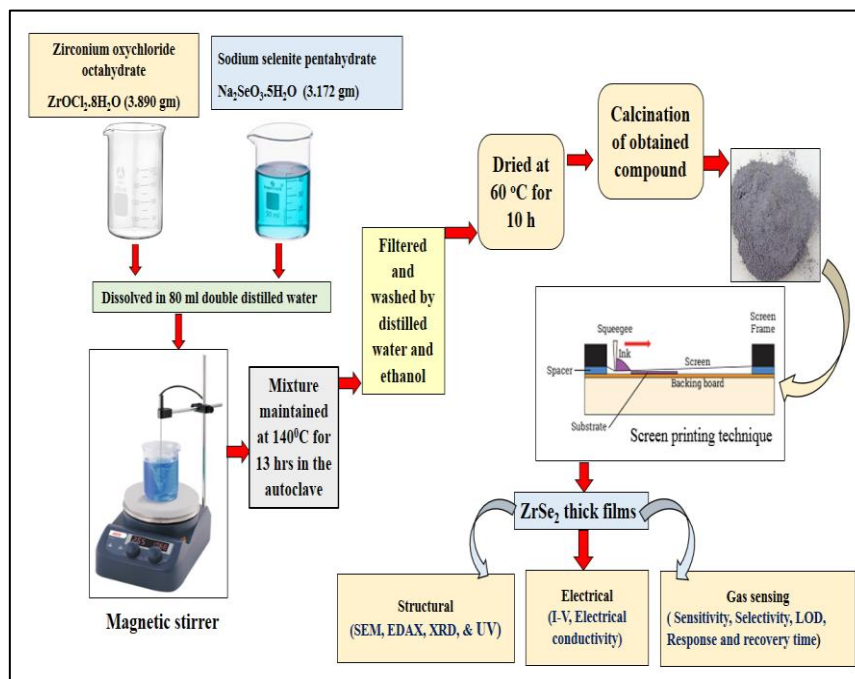 Zirconium oxychloride
octahydrate
ZrOCl₂.8H₂O (3.890 gm)
Sodium selenite pentahydrate
Na₂SeO₃.5H₂O (3.172 gm)
Dissolved in 80 ml double distilled water
Magnetic stirrer
Mixture
maintained
at 140⁰C for
13 hrs in the
autoclave
Filtered
and
washed by
distilled
water and
ethanol
Dried at
60 °C for
10 h
Calcination
of obtained
compound
Squeegee
Ink
Screen
Screen
Frame
Spacer
Backing board
Substrate
Screen printing technique
ZrSe₂ thick films
Structural
(SEM, EDAX, XRD, & UV)
Electrical
(I-V, Electrical
conductivity)
Gas sensing
( Sensitivity, Selectivity, LOD,
Response and recovery time)